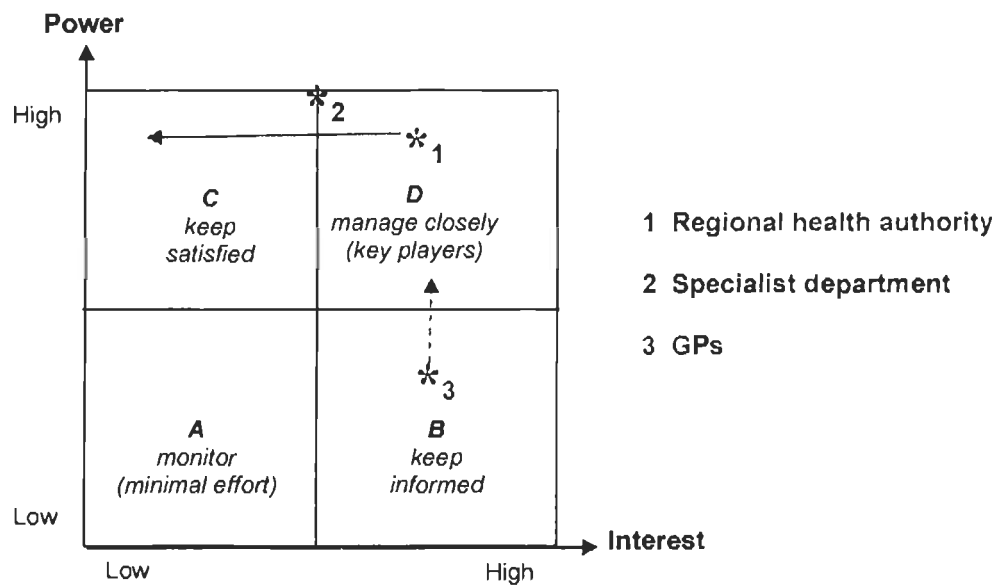 Power
High
2
1
C
keep
satisfied
D
manage closely
(key players)
1 Regional health authority
2 Specialist department
3 GPs
3
A
monitor
(minimal effort)
B
keep
informed
Low
Interest
Low
High